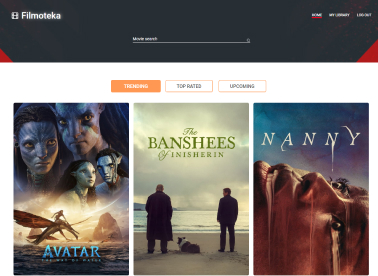 Filmoteka
HOME
MY LIBRARY
LOG OUT
Movie search
TRENDING
TOP RATED
UPCOMING
The
BANSHEES
Of INISHERIN
NANNY
AVATAR
THE WAY OF WATER